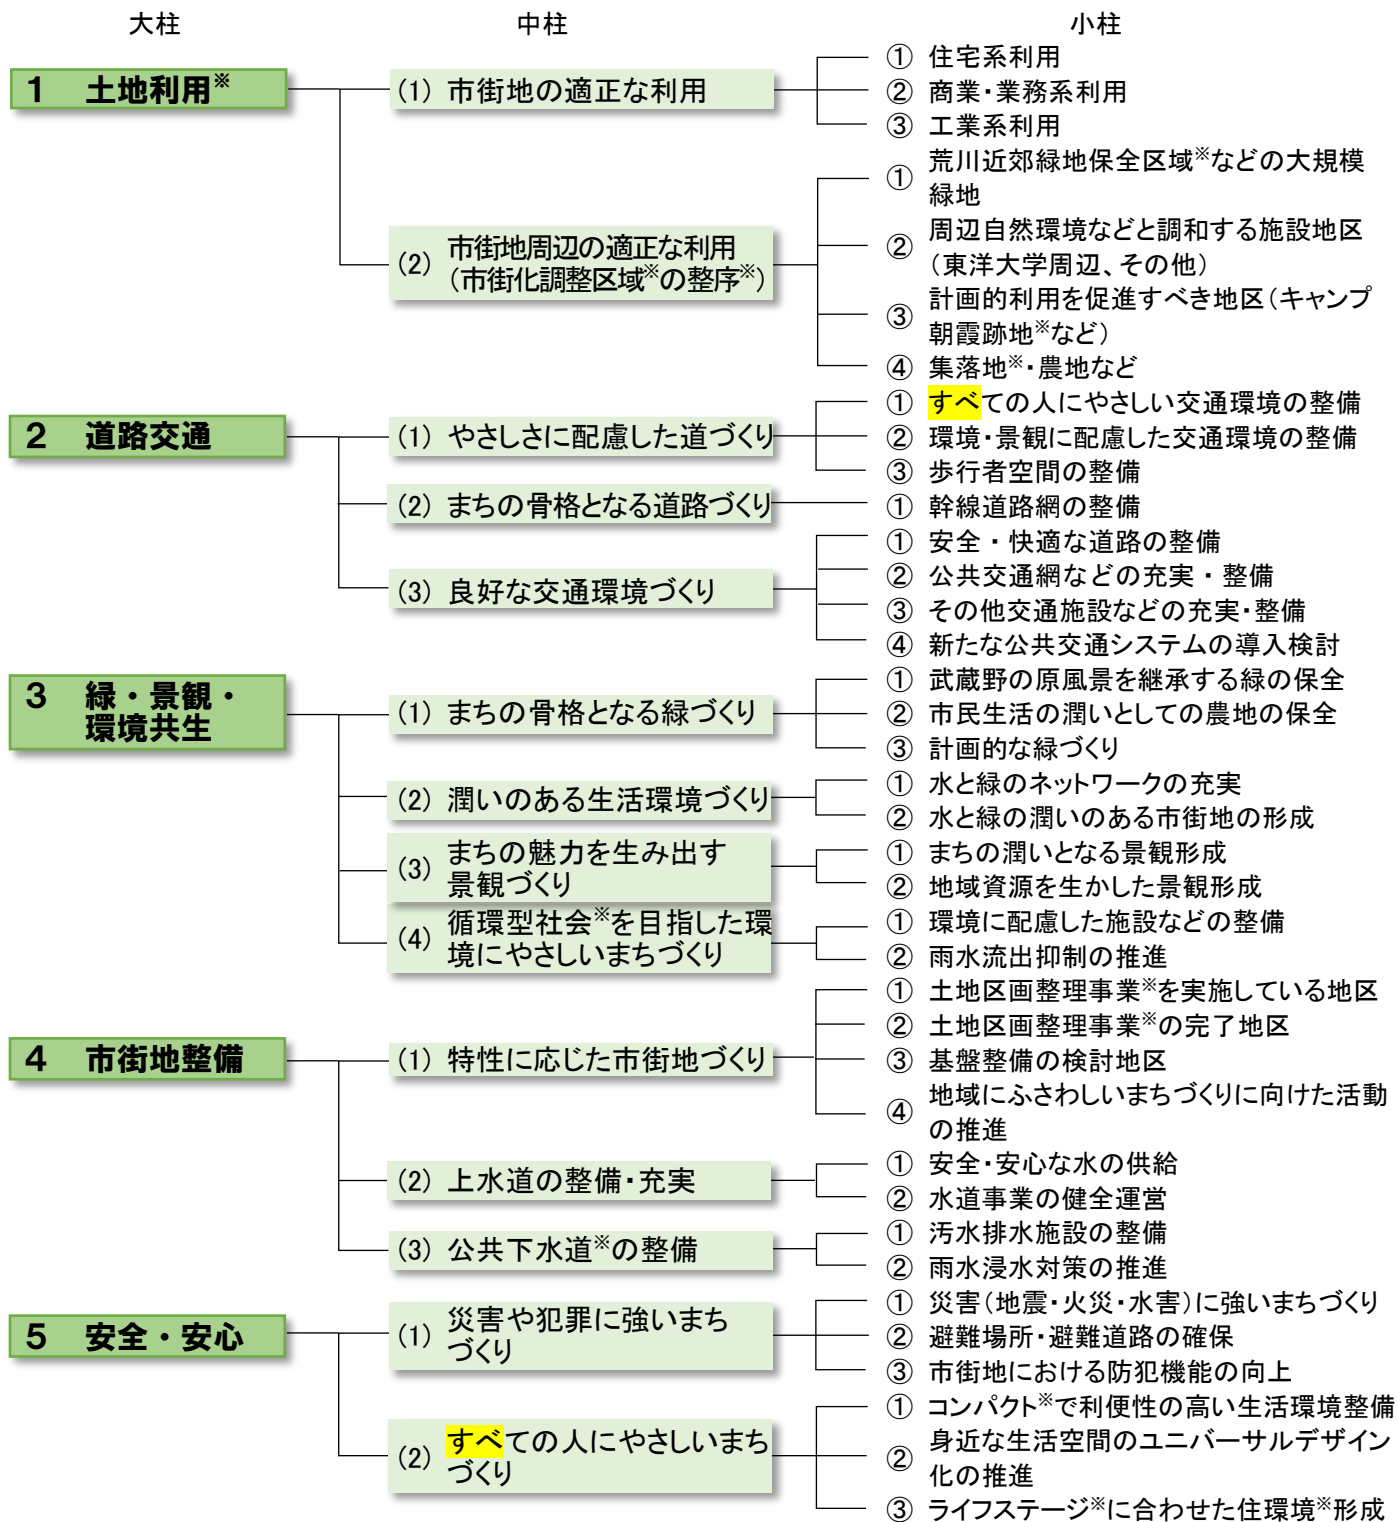 大柱
中柱
小柱
１　土地利用※
(1) 市街地の適正な利用
① 住宅系利用
② 商業・業務系利用
③ 工業系利用
(2) 市街地周辺の適正な利用
（市街化調整区域※の整序※）
① 荒川近郊緑地保全区域※などの大規模
緑地
② 周辺自然環境などと調和する施設地区
（東洋大学周辺、その他）
③ 計画的利用を促進すべき地区（キャンプ
朝霞跡地※など）
④ 集落地※・農地など
２　道路交通
(1) やさしさに配慮した道づくり
① すべての人にやさしい交通環境の整備
② 環境・景観に配慮した交通環境の整備
③ 歩行者空間の整備
(2) まちの骨格となる道路づくり
① 幹線道路網の整備
(3) 良好な交通環境づくり
① 安全・快適な道路の整備
② 公共交通網などの充実・整備
③ その他交通施設などの充実・整備
④ 新たな公共交通システムの導入検討
３　緑・景観・
環境共生
(1) まちの骨格となる緑づくり
① 武蔵野の原風景を継承する緑の保全
② 市民生活の潤いとしての農地の保全
③ 計画的な緑づくり
(2) 潤いのある生活環境づくり
① 水と緑のネットワークの充実
② 水と緑の潤いのある市街地の形成
(3) まちの魅力を生み出す
景観づくり
① まちの潤いとなる景観形成
② 地域資源を生かした景観形成
(4) 循環型社会※を目指した環
境にやさしいまちづくり
① 環境に配慮した施設などの整備
② 雨水流出抑制の推進
４　市街地整備
(1) 特性に応じた市街地づくり
① 土地区画整理事業※を実施している地区
② 土地区画整理事業※の完了地区
③ 基盤整備の検討地区
④ 地域にふさわしいまちづくりに向けた活動
の推進
(2) 上水道の整備・充実
① 安全・安心な水の供給
② 水道事業の健全運営
(3) 公共下水道※の整備
① 汚水排水施設の整備
② 雨水浸水対策の推進
５　安全・安心
(1) 災害や犯罪に強いまち
づくり
① 災害（地震・火災・水害）に強いまちづくり
② 避難場所・避難道路の確保
③ 市街地における防犯機能の向上
(2) すべての人にやさしいまち
づくり
① コンパクト※で利便性の高い生活環境整備
② 身近な生活空間のユニバーサルデザイン
化の推進
③ ライフステージ※に合わせた住環境※形成